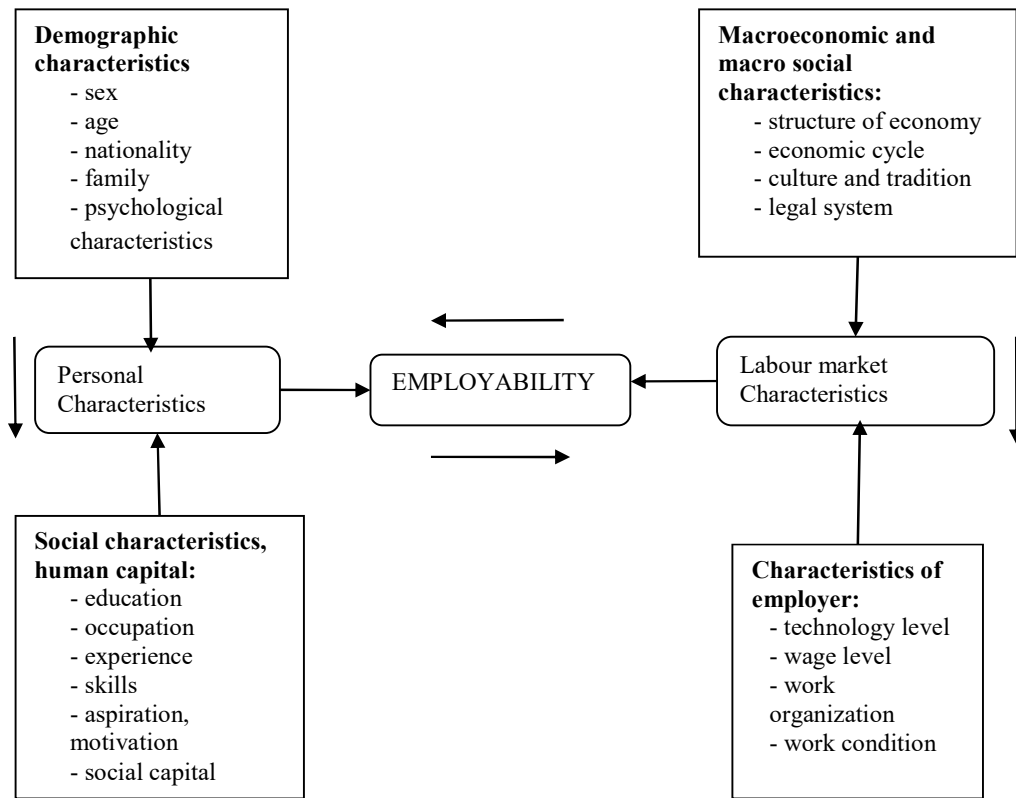 Demographic
characteristics
- sex
- age
- nationality
- family
- psychological
characteristics
Macroeconomic and
macro social
characteristics:
- structure of economy
- economic cycle
- culture and tradition
- legal system
Personal
Characteristics
EMPLOYABILITY
Labour market
Characteristics
Social characteristics,
human capital:
- education
- occupation
- experience
- skills
- aspiration,
motivation
- social capital
Characteristics of
employer:
- technology level
- wage level
- work
organization
- work condition